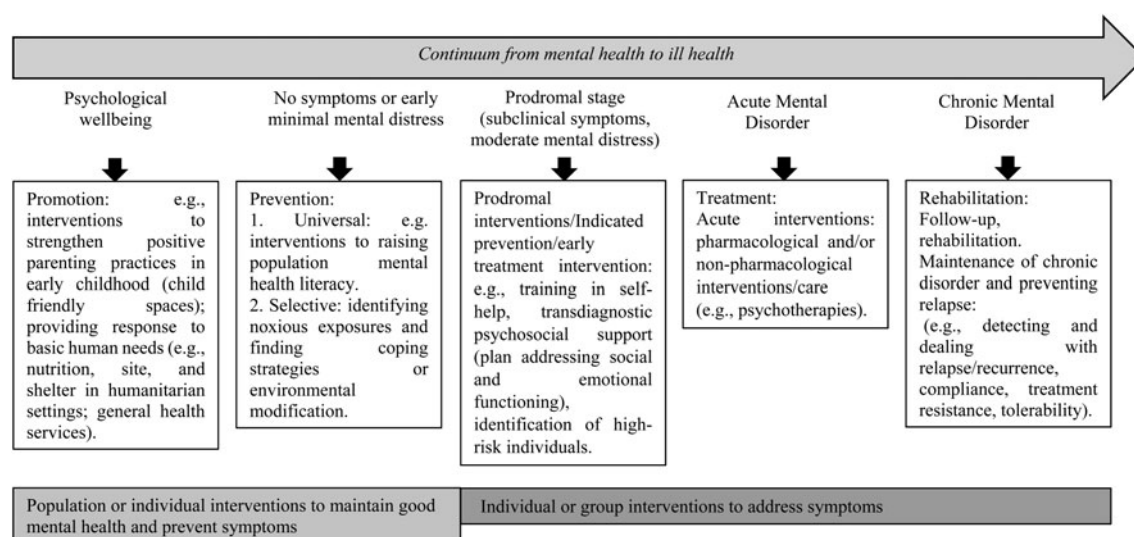 Continuum from mental health to ill health
Psychological
wellbeing
No symptoms or early
minimal mental distress
Prodromal stage
(subclinical symptoms,
moderate mental distress)
Acute Mental
Disorder
Chronic Mental
Disorder
Promotion: e.g.,
interventions to
strengthen positive
parenting practices in
early childhood (child
friendly spaces);
providing response to
basic human needs (e.g.,
nutrition, site, and
shelter in humanitarian
settings; general health
services).
Prevention:
1. Universal: e.g.
interventions to raising
population mental
health literacy.
2. Selective: identifying
noxious exposures and
finding coping
strategies or
environmental
modification.
Prodromal
interventions/Indicated
prevention/early
treatment intervention:
e.g., training in self-
help, transdiagnostic
psychosocial support
(plan addressing social
and emotional
functioning),
identification of high-
risk individuals.
Treatment:
Acute interventions:
pharmacological and/or
non-pharmacological
interventions/care
(e.g., psychotherapies).
Rehabilitation:
Follow-up,
rehabilitation.
Maintenance of chronic
disorder and preventing
relapse:
(e.g., detecting and
dealing with
relapse/recurrence,
compliance, treatment
resistance, tolerability).
Population or individual interventions to maintain good
mental health and prevent symptoms
Individual or group interventions to address symptoms